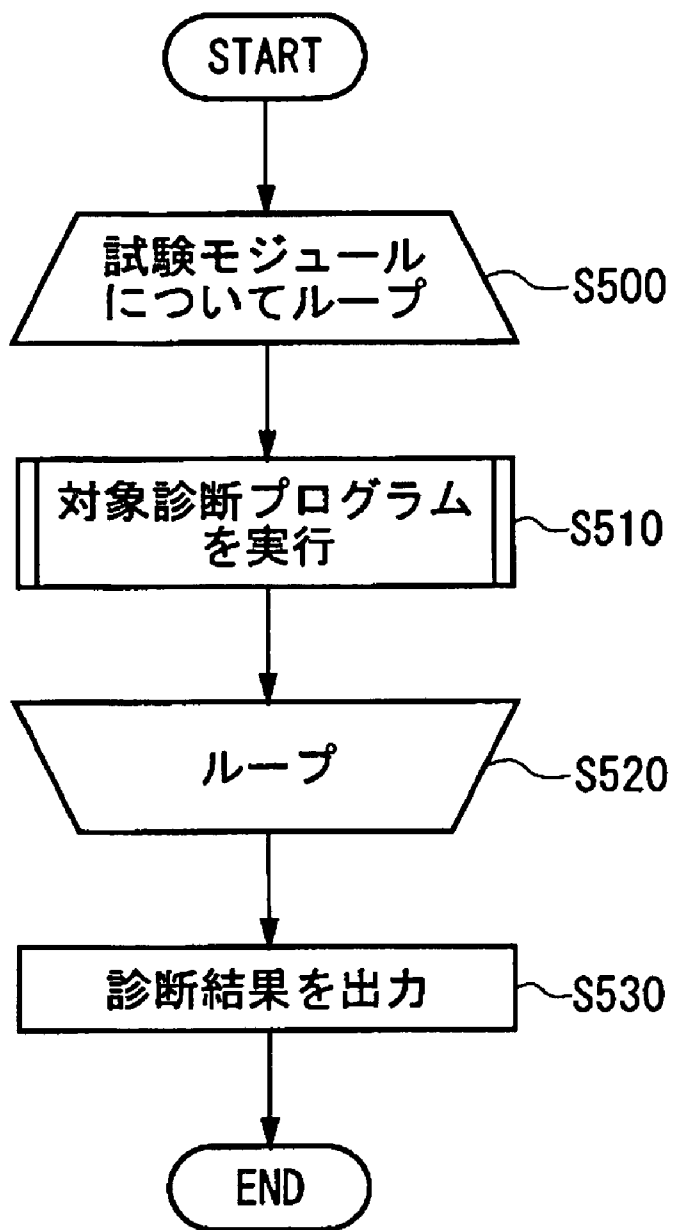 START
試験モジュール
についてループ
S500
対象診断プログラム
を実行
S510
ループ
S520
診断結果を出力
S530
END